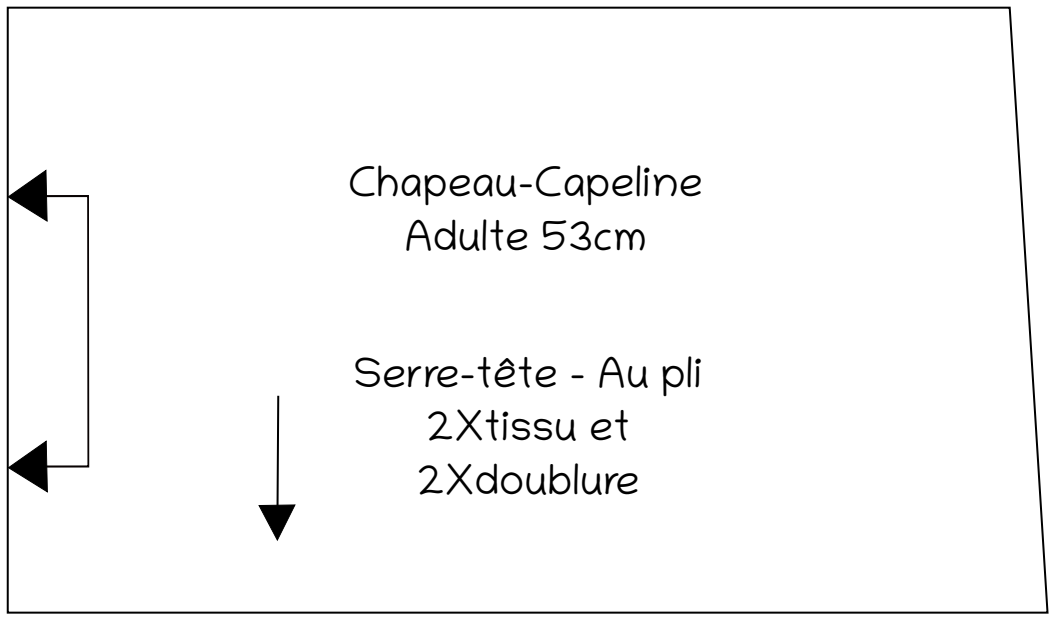 Chapeau-Capeline
Adulte 53cm
Serre-tête - Au pli
2Xtissu et
2Xdoublure